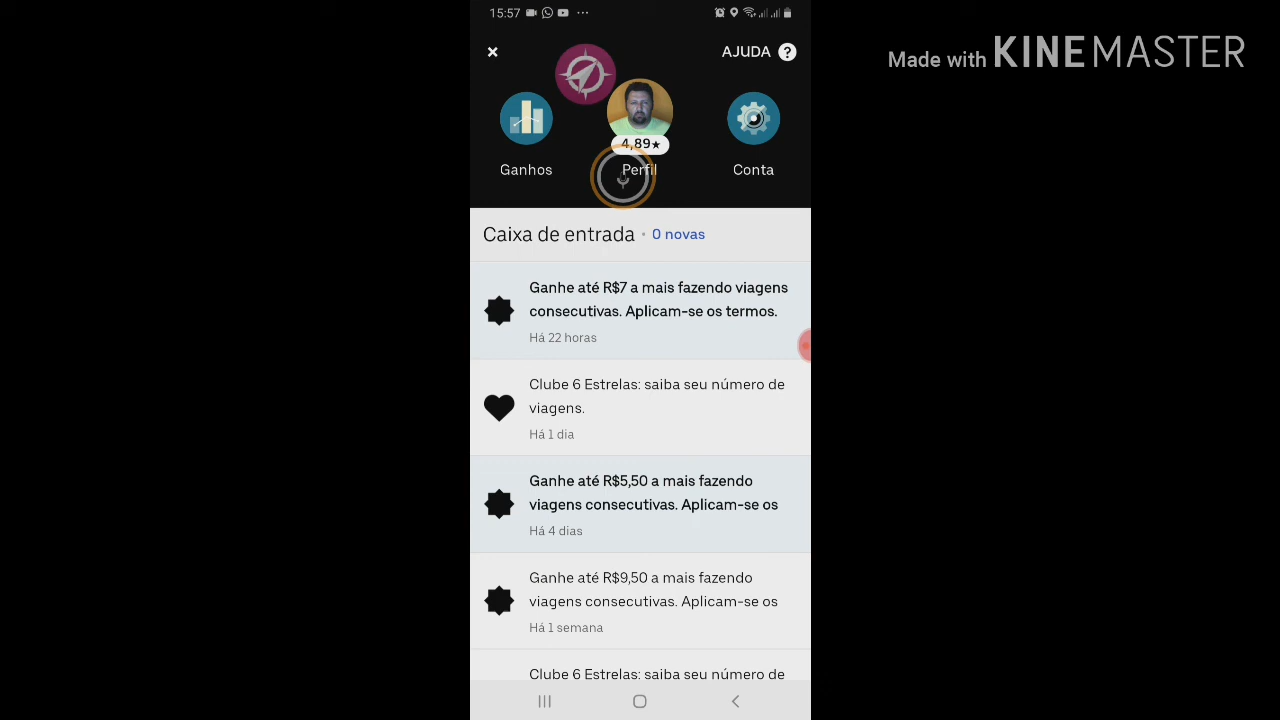 15:57
Made with KINEMASTER
AJUDA ?
4,89★
Ganhos
Perfil
Conta
Caixa de entrada • 0 novas
Ganhe até R$7 a mais fazendo viagens
consecutivas. Aplicam-se os termos.
Há 22 horas
Clube 6 Estrelas: saiba seu número de
viagens.
Há 1 dia
Ganhe até R$5,50 a mais fazendo
viagens consecutivas. Aplicam-se os
Há 4 dias
Ganhe até R$9,50 a mais fazendo
viagens consecutivas. Aplicam-se os
Há 1 semana
Clube 6 Estrelas: saiba seu número de